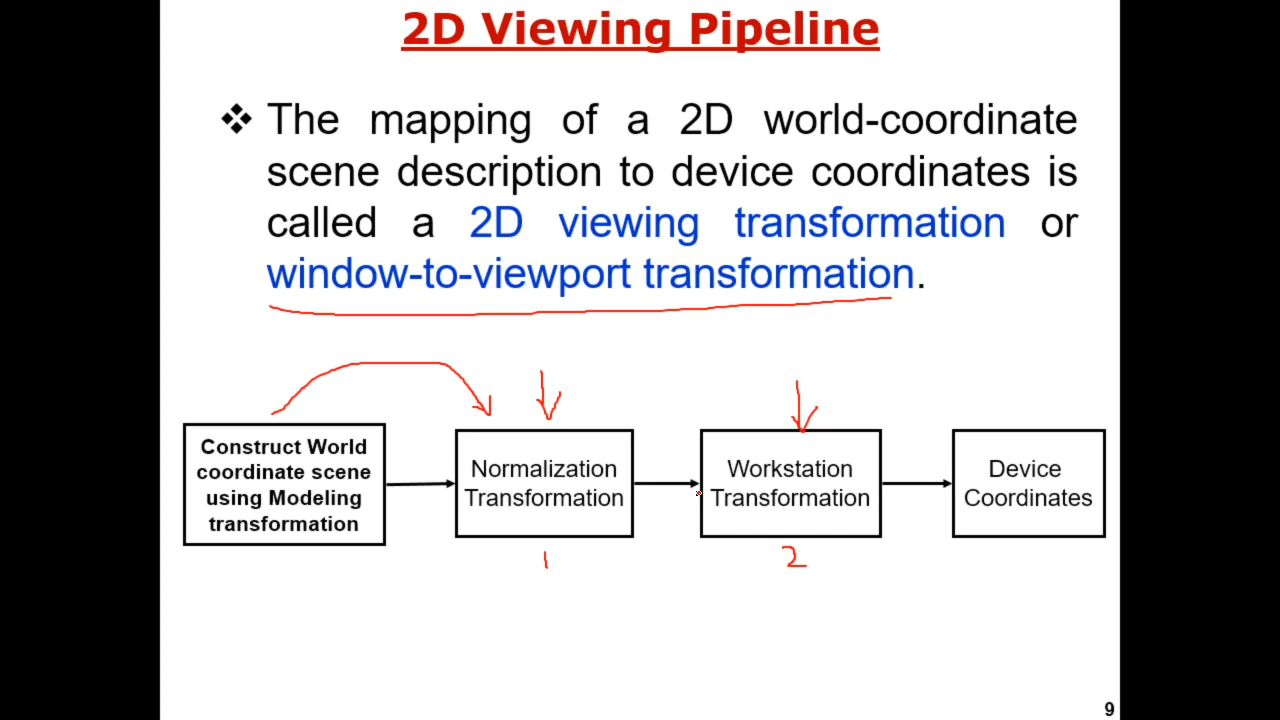 2D Viewing Pipeline
❖ The mapping of a 2D world-coordinate
scene description to device coordinates is
called a 2D viewing transformation or
window-to-viewport transformation.
Construct World
coordinate scene
using Modeling
transformation
Normalization
Transformation
Workstation
Transformation
Device
Coordinates
1
2
9